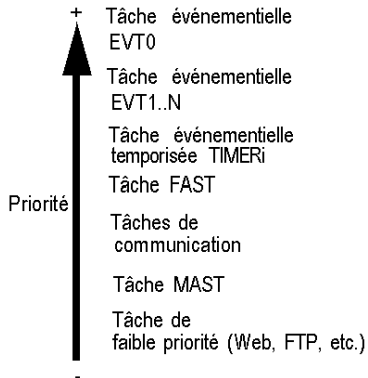 +
Tâche événementielle
EVT0
Tâche événementielle
EVT1..N
Tâche événementielle
temporisée TIMERi
Tâche FAST
Priorité
Tâches de
communication
Tâche MAST
Tâche de
faible priorité (Web, FTP, etc.)
-